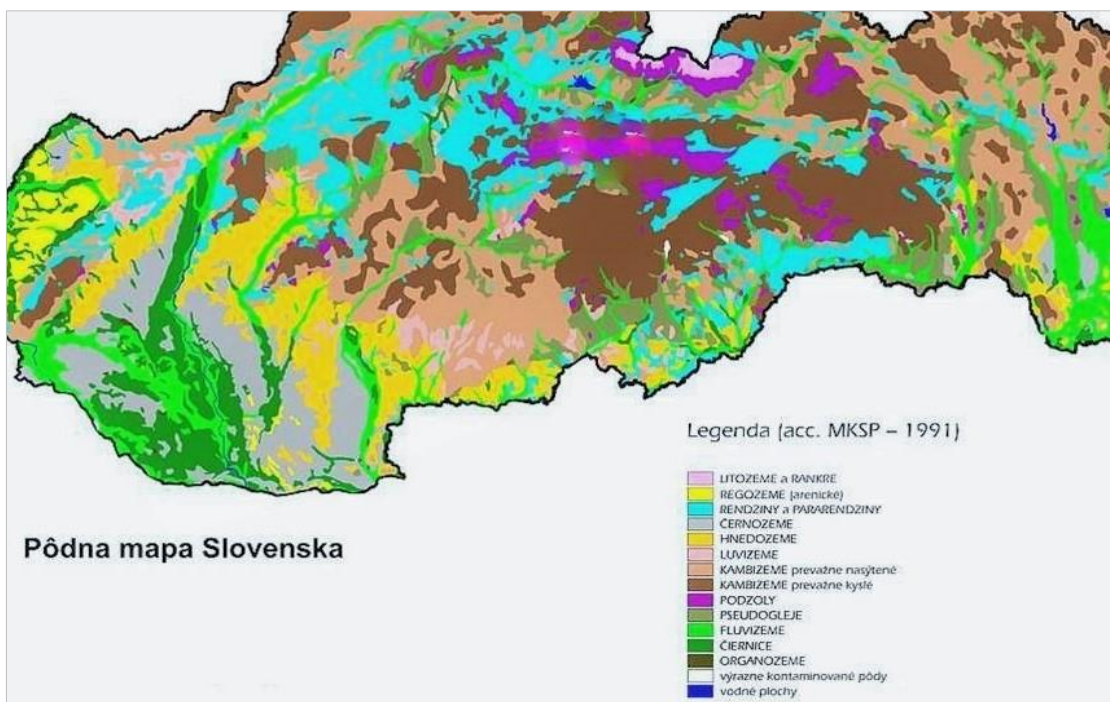 Legenda (acc. MKSP – 1991)
LITOZEME a RANKRE
REGOZEME (arenické)
RENDZINY a PARARENDZINY
ČERNOZEME
HNEDOZEME
LUVIZEME
KAMBIZEME prevažne nasýtené
KAMBIZEME prevažne kyslé
PODZOLY
PSEUDOGLEJE
FLUVIZEME
ČIERNICE
ORGANOZEME
výrazne kontaminované pôdy
vodné plochy
Pôdna mapa Slovenska